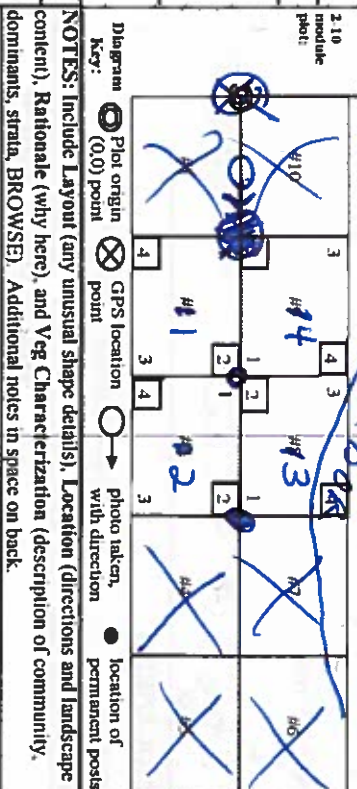 2-10
module
plot:
#10 3 4 3 4
#4 #3 #7 #6
1 2 1
2 1 2
#1 #2
4 3 4 3
Diagram Plot origin GPS location photo taken, location of
Key: (0,0) point point with direction permanent posts
NOTES: Include Layout (any unusual shape details), Location (directions and landscape
content), Rationale (why here), and Veg Characterization (description of community,
dominants, strata, BROWSE). Additional notes in space on back.